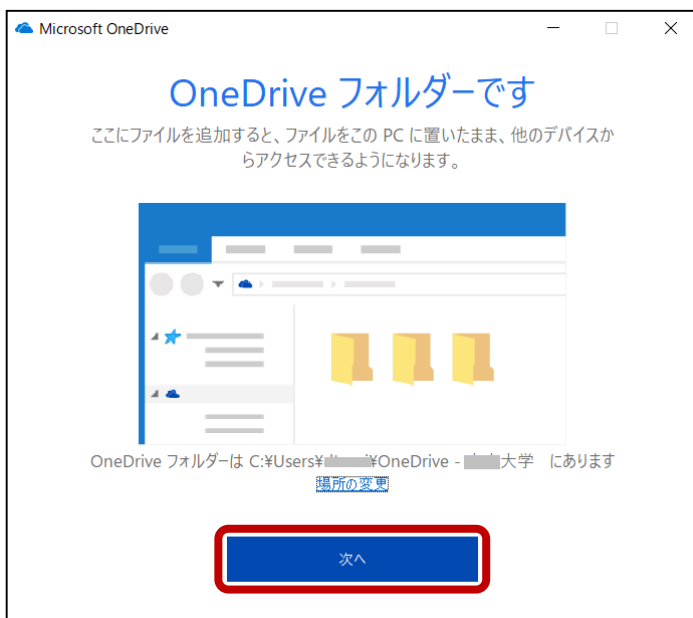 Microsoft OneDrive
OneDrive フォルダーです
ここにファイルを追加すると、ファイルをこの PC に置いたまま、他のデバイスか
らアクセスできるようになります。
OneDrive フォルダーは C:¥Users¥ ¥OneDrive - 大学 にあります
場所の変更
次へ